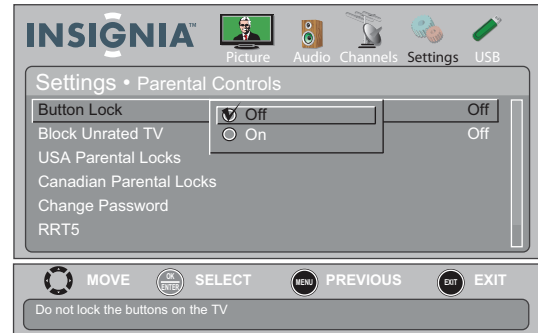 INSIGNIA™
Picture Audio Channels Settings USB
Settings • Parental Controls
Button Lock Off
Off
Block Unrated TV On Off
USA Parental Locks
Canadian Parental Locks
Change Password
RRT5
MOVE OK ENTER SELECT MENU PREVIOUS EXIT EXIT
Do not lock the buttons on the TV